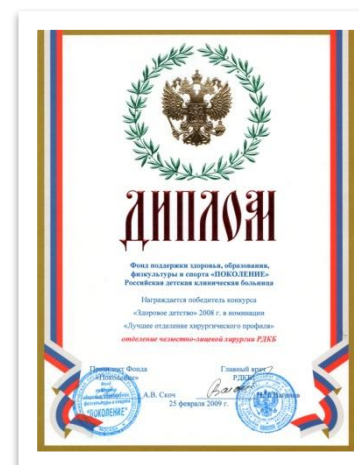 ДИПЛОМ
Фонд поддержки здоровья, образования,
физкультуры и спорта «ПОКОЛЕНИЕ»
Российская детская клиническая больница
Награждается победитель конкурса
«Здоровое детство» 2008 г. в номинации
«Лучшее отделение хирургического профиля»
отделение челюстно-лицевой хирургии РДКБ
Президент Фонда Главный врач
«Поколение» РДКБ
А.В. Скоч
25 февраля 2009 г.
"ПОКОЛЕНИЕ"